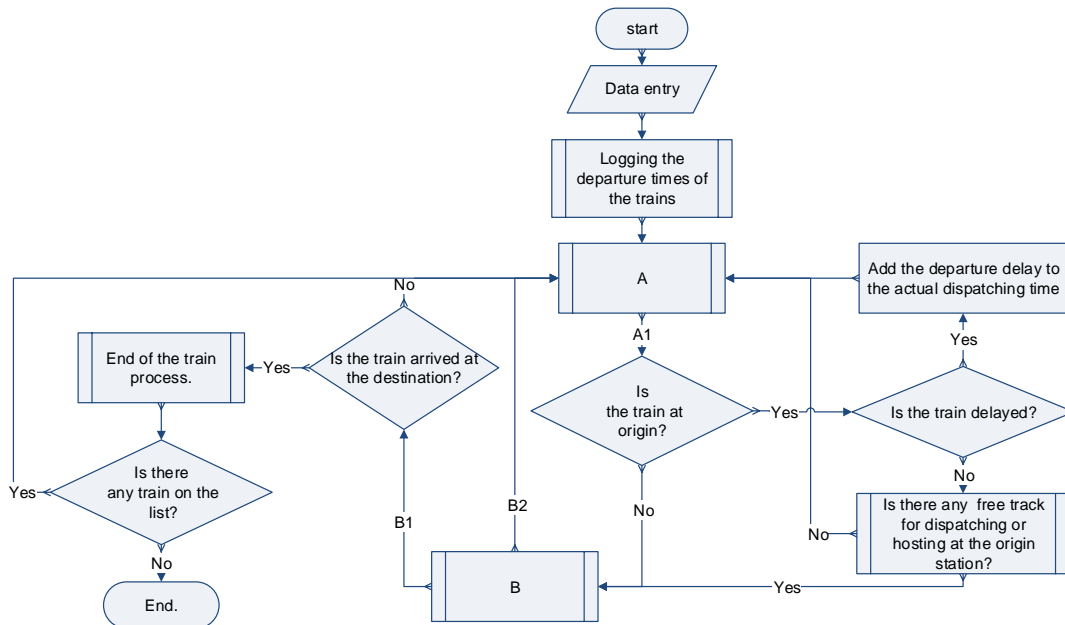 start
Data entry
Logging the
departure times of
the trains
A
Add the departure delay to
the actual dispatching time
No
A1
Yes
End of the train
process.
Yes
Is the train arrived at
the destination?
Is
the train at
origin?
Yes
Is the train delayed?
No
Is there
any train on the
list?
Yes
B1
B2
No
Is there any free track
for dispatching or
hosting at the origin
station?
No
No
B
Yes
End.